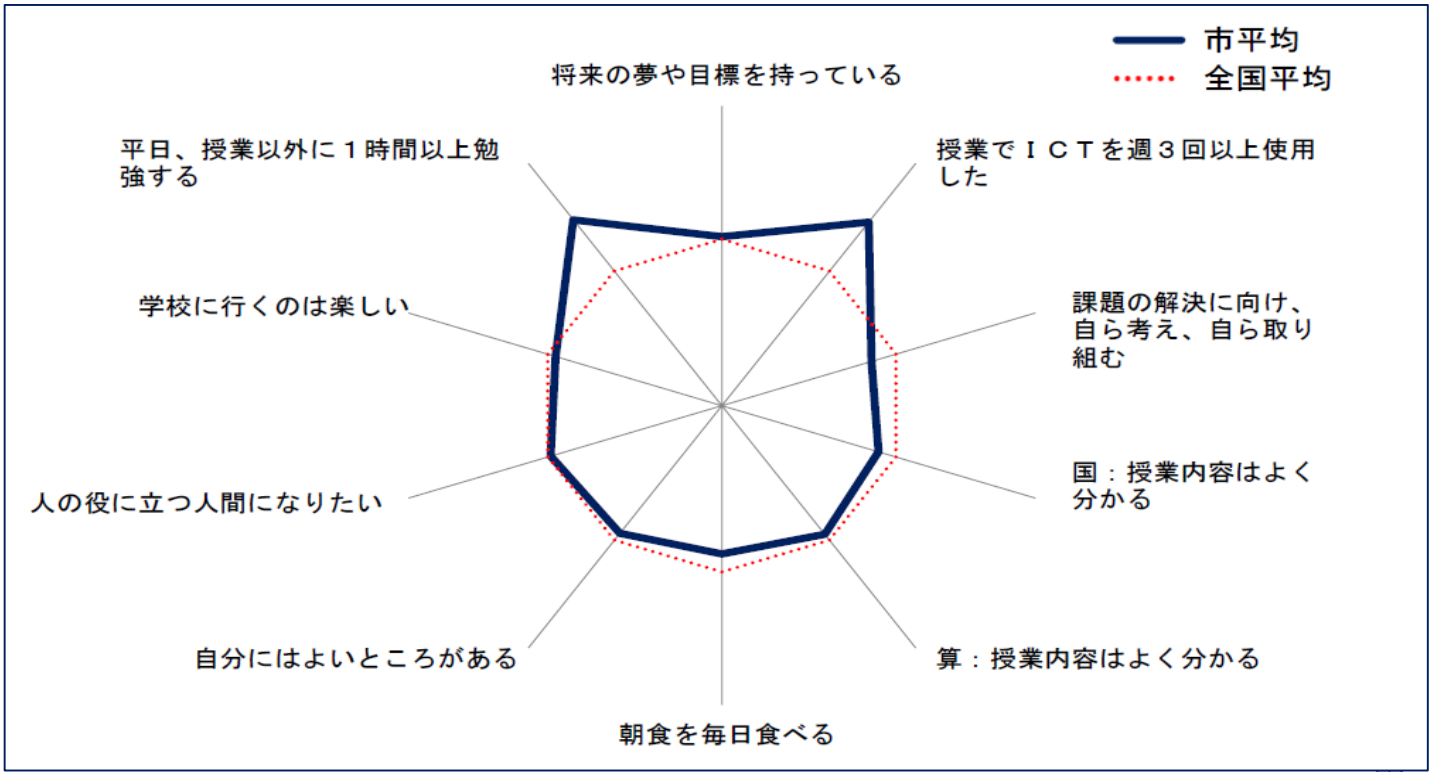 市平均
全国平均
将来の夢や目標を持っている
授業でＩＣＴを週３回以上使用
した
課題の解決に向け、
自ら考え、自ら取り
組む
国：授業内容はよく
分かる
算：授業内容はよく分かる
朝食を毎日食べる
自分にはよいところがある
人の役に立つ人間になりたい
学校に行くのは楽しい
平日、授業以外に１時間以上勉
強する